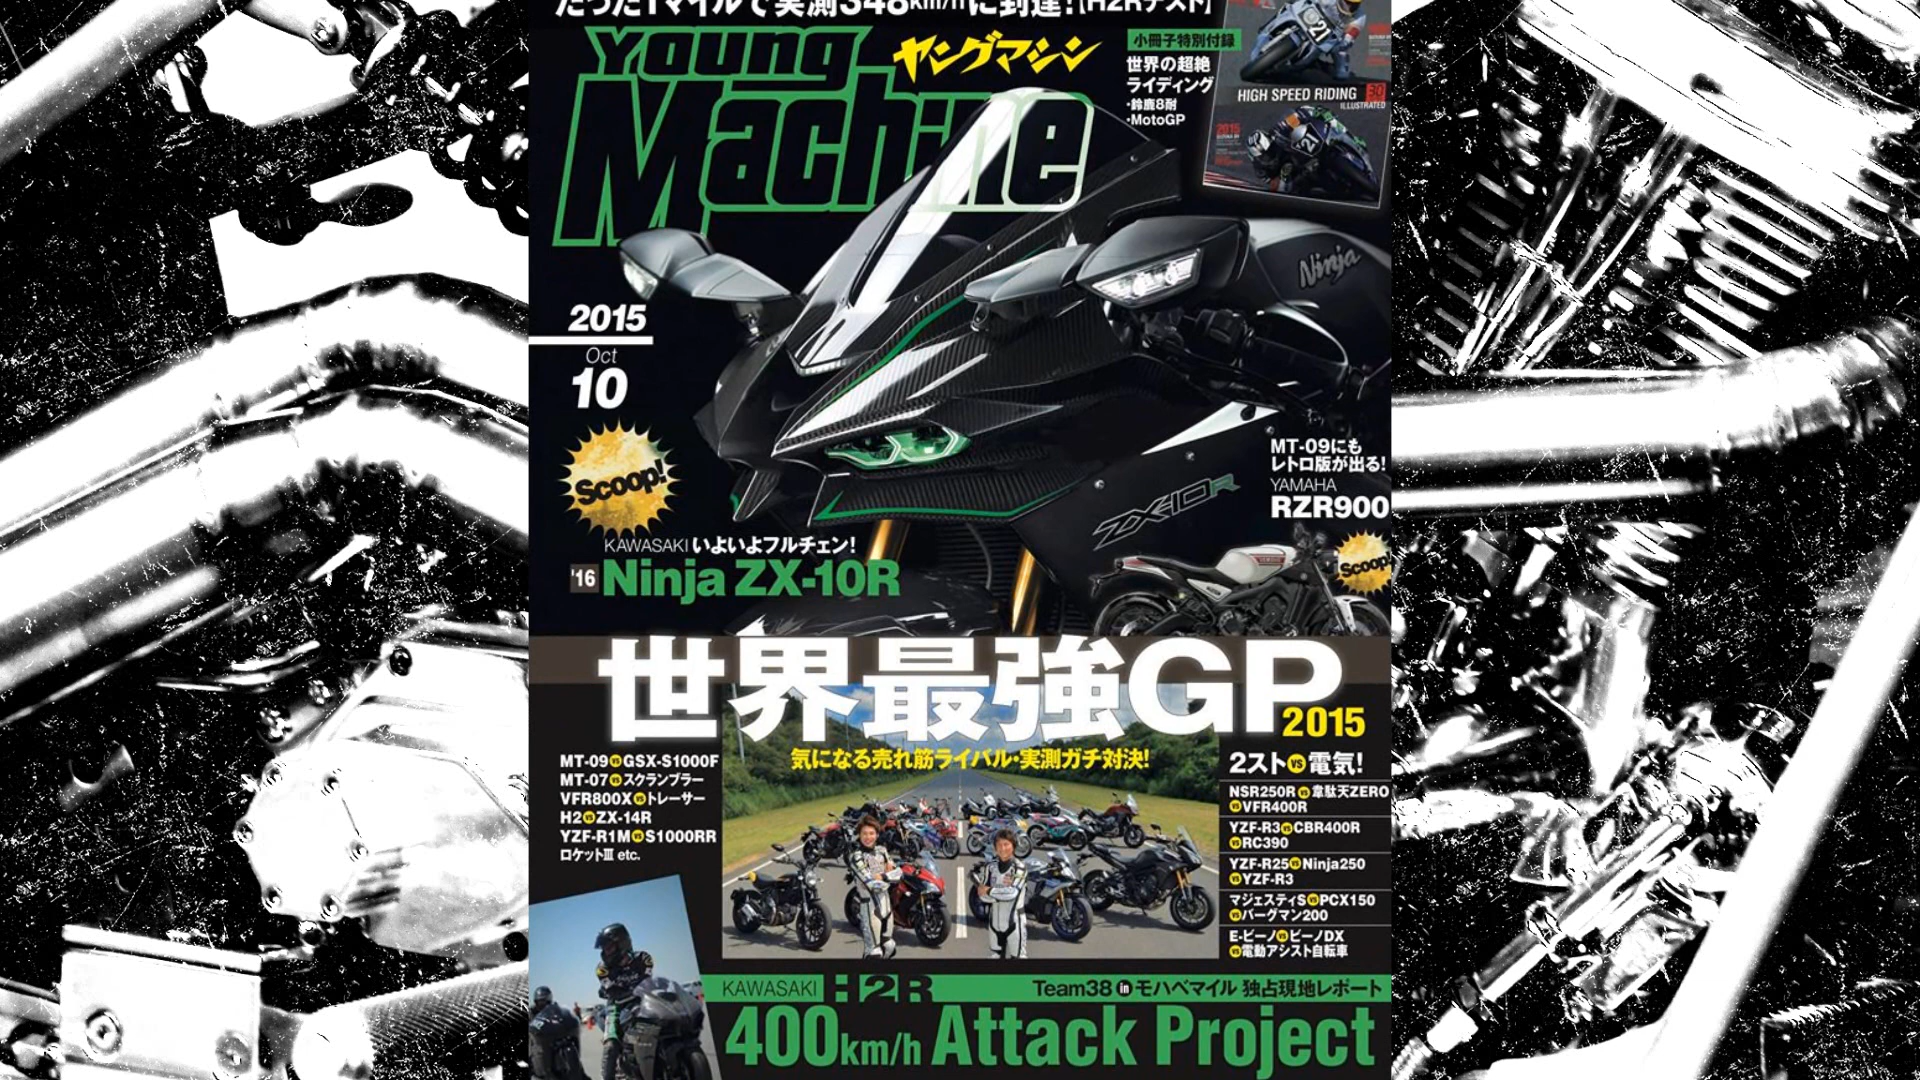 たった1マイルで実測348km/hに到達!【H2Rテスト】
Young Machine
ヤングマシン
小冊子特別付録
世界の超絶
ライディング
・鈴鹿8耐
・MotoGP
21
HIGH SPEED RIDING 30
ILLUSTRATED
2015
Ninja
2015
Oct
10
Scoop!
MT-09にも
レトロ版が出る!
YAMAHA
RZR900
Scoop!
ZX-10R
KAWASAKI いよいよフルチェン!
'16 Ninja ZX-10R
世界最強GP
2015
気になる売れ筋ライバル・実測ガチ対決!
MT-09 vs GSX-S1000F
MT-07 vs スクランブラー
VFR800X vs トレーサー
H2 vs ZX-14R
YZF-R1M vs S1000RR
ロケットⅢ etc.
2スト vs 電気!
NSR250R vs 韋駄天ZERO
vs VFR400R
YZF-R3 vs CBR400R
vs RC390
YZF-R25 vs Ninja250
vs YZF-R3
マジェスティS vs PCX150
vs バーグマン200
E-ビーノ vs ビーノDX
vs 電動アシスト自転車
KAWASAKI H2R
Team38 in モハベマイル 独占現地レポート
400km/h Attack Project